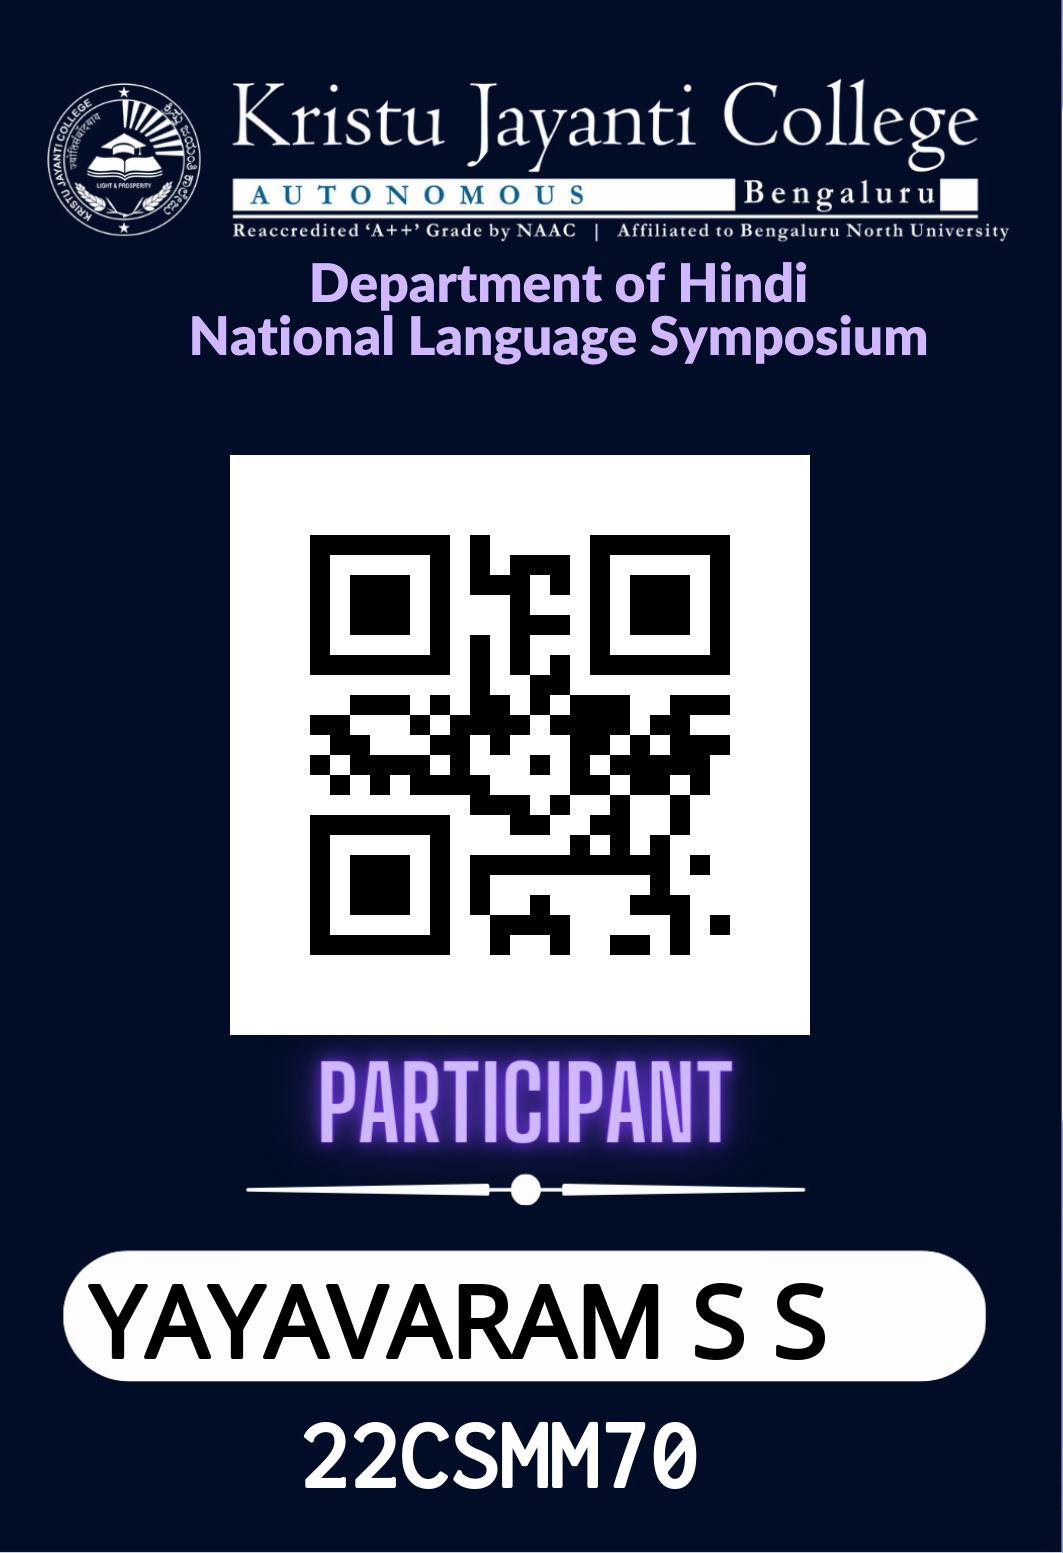 Kristu Jayanti College
AUTONOMOUS Bengaluru
Reaccredited ‘A++’ Grade by NAAC | Affiliated to Bengaluru North University
KRISTU JAYANTI COLLEGE
LIGHT & PROSPERITY
Department of Hindi
National Language Symposium
PARTICIPANT
YAYAVARAM S S
22CSMM70